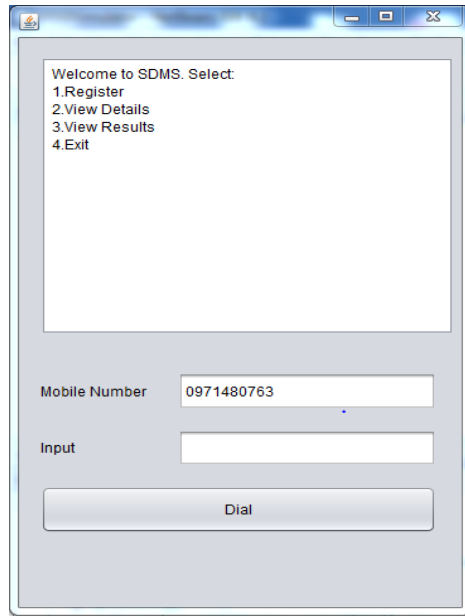 Welcome to SDMS. Select:
1.Register
2.View Details
3.View Results
4.Exit
Mobile Number 0971480763
Input
Dial